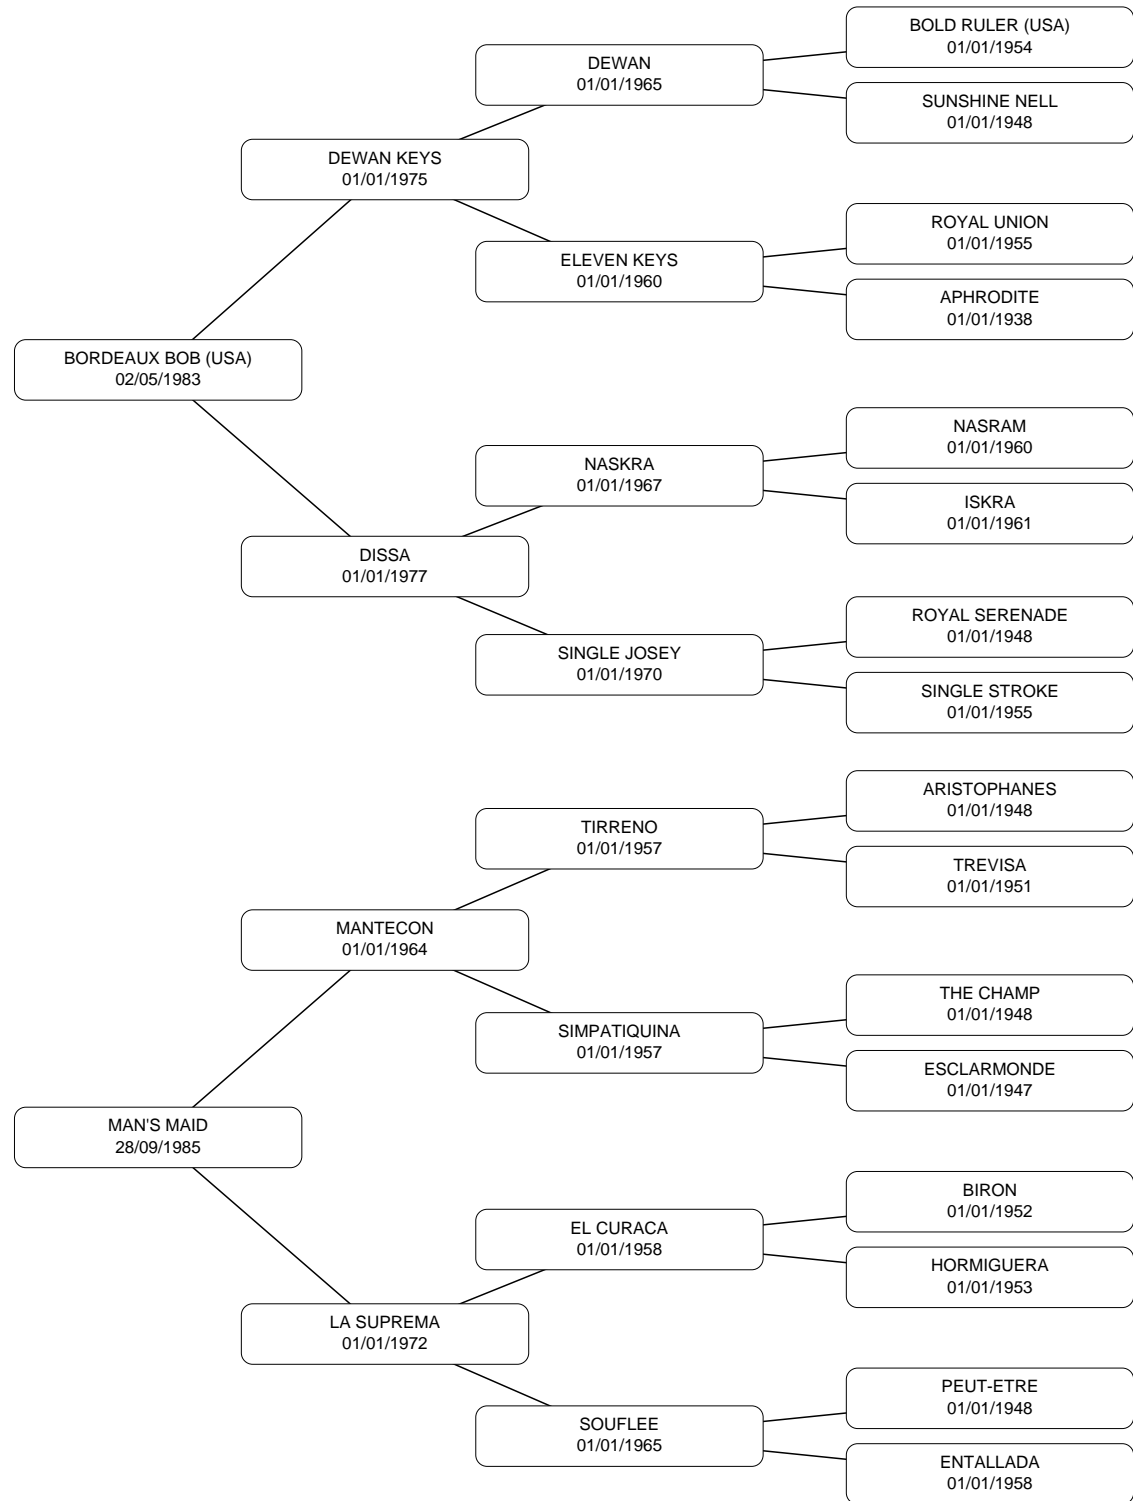 BOLD RULER (USA)
01/01/1954
DEWAN
01/01/1965
SUNSHINE NELL
01/01/1948
DEWAN KEYS
01/01/1975
ROYAL UNION
01/01/1955
ELEVEN KEYS
01/01/1960
APHRODITE
01/01/1938
BORDEAUX BOB (USA)
02/05/1983
NASRAM
01/01/1960
NASKRA
01/01/1967
ISKRA
01/01/1961
DISSA
01/01/1977
ROYAL SERENADE
01/01/1948
SINGLE JOSEY
01/01/1970
SINGLE STROKE
01/01/1955
ARISTOPHANES
01/01/1948
TIRRENO
01/01/1957
TREVISA
01/01/1951
MANTECON
01/01/1964
THE CHAMP
01/01/1948
SIMPATIQUINA
01/01/1957
ESCLARMONDE
01/01/1947
MAN'S MAID
28/09/1985
BIRON
01/01/1952
EL CURACA
01/01/1958
HORMIGUERA
01/01/1953
LA SUPREMA
01/01/1972
PEUT-ETRE
01/01/1948
SOUFLEE
01/01/1965
ENTALLADA
01/01/1958